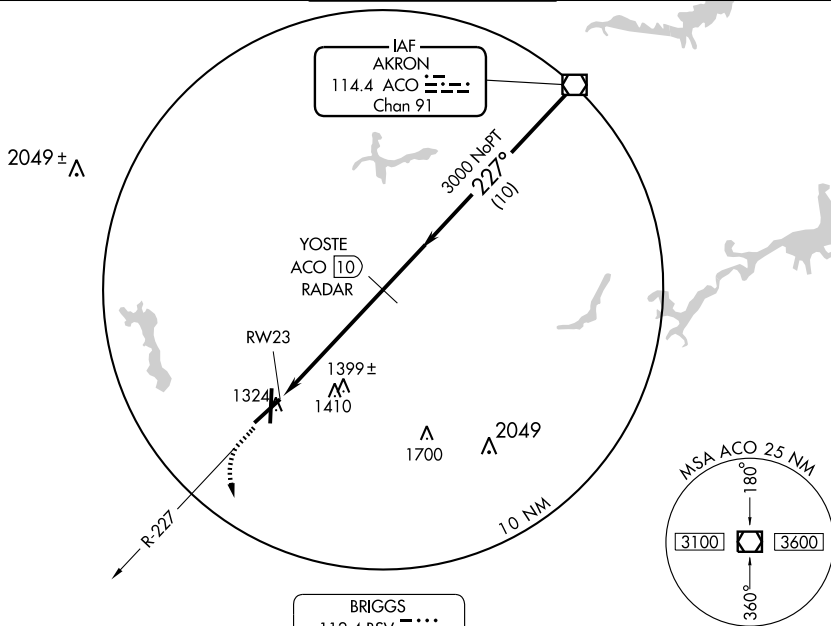 IAF
AKRON
114.4 ACO
Chan 91
2049 ±
3000 NoPT
227°
(10)
YOSTE
ACO 10
RADAR
RW23
1399 ±
1324
1410
2049
1700
10 NM
R-227
MSA ACO 25 NM
180°
3100
3600
360°
BRIGGS